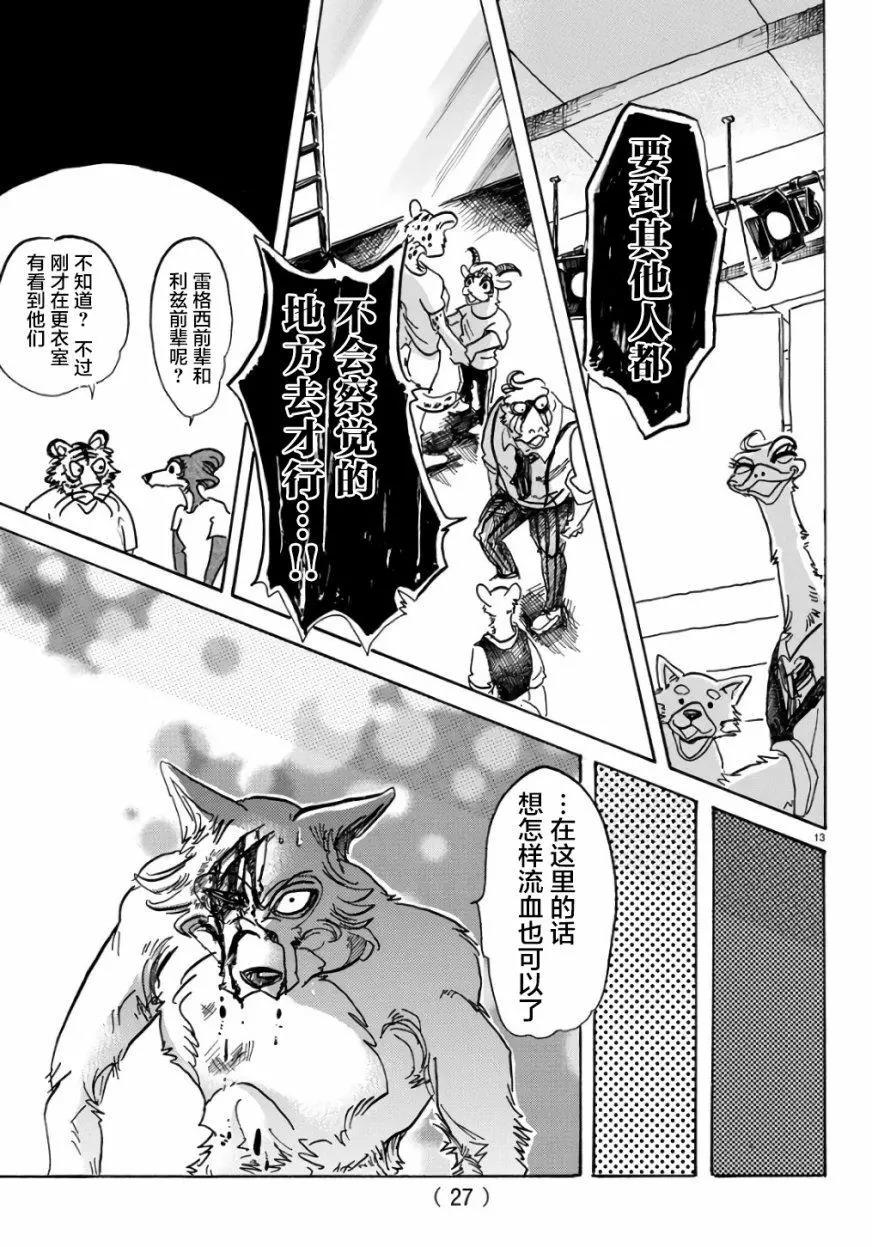 要到其他人都
不会察觉的
地方去才行…!!
雷格西前辈和
利兹前辈呢？
不知道？不过
刚才在更衣室
有看到他们
13
…在这里的话
想怎样流血也可以了
（27）